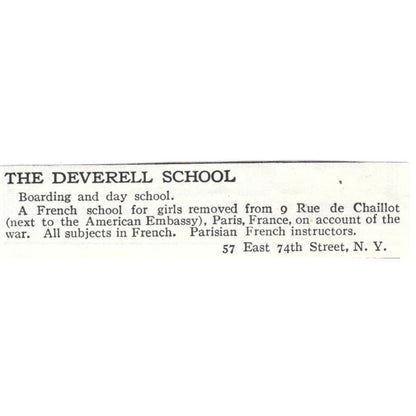 THE DEVERELL SCHOOL
Boarding and day school.
A French school for girls removed from 9 Rue de Chaillot
(next to the American Embassy), Paris, France, on account of the
war. All subjects in French. Parisian French instructors.
57 East 74th Street, N. Y.